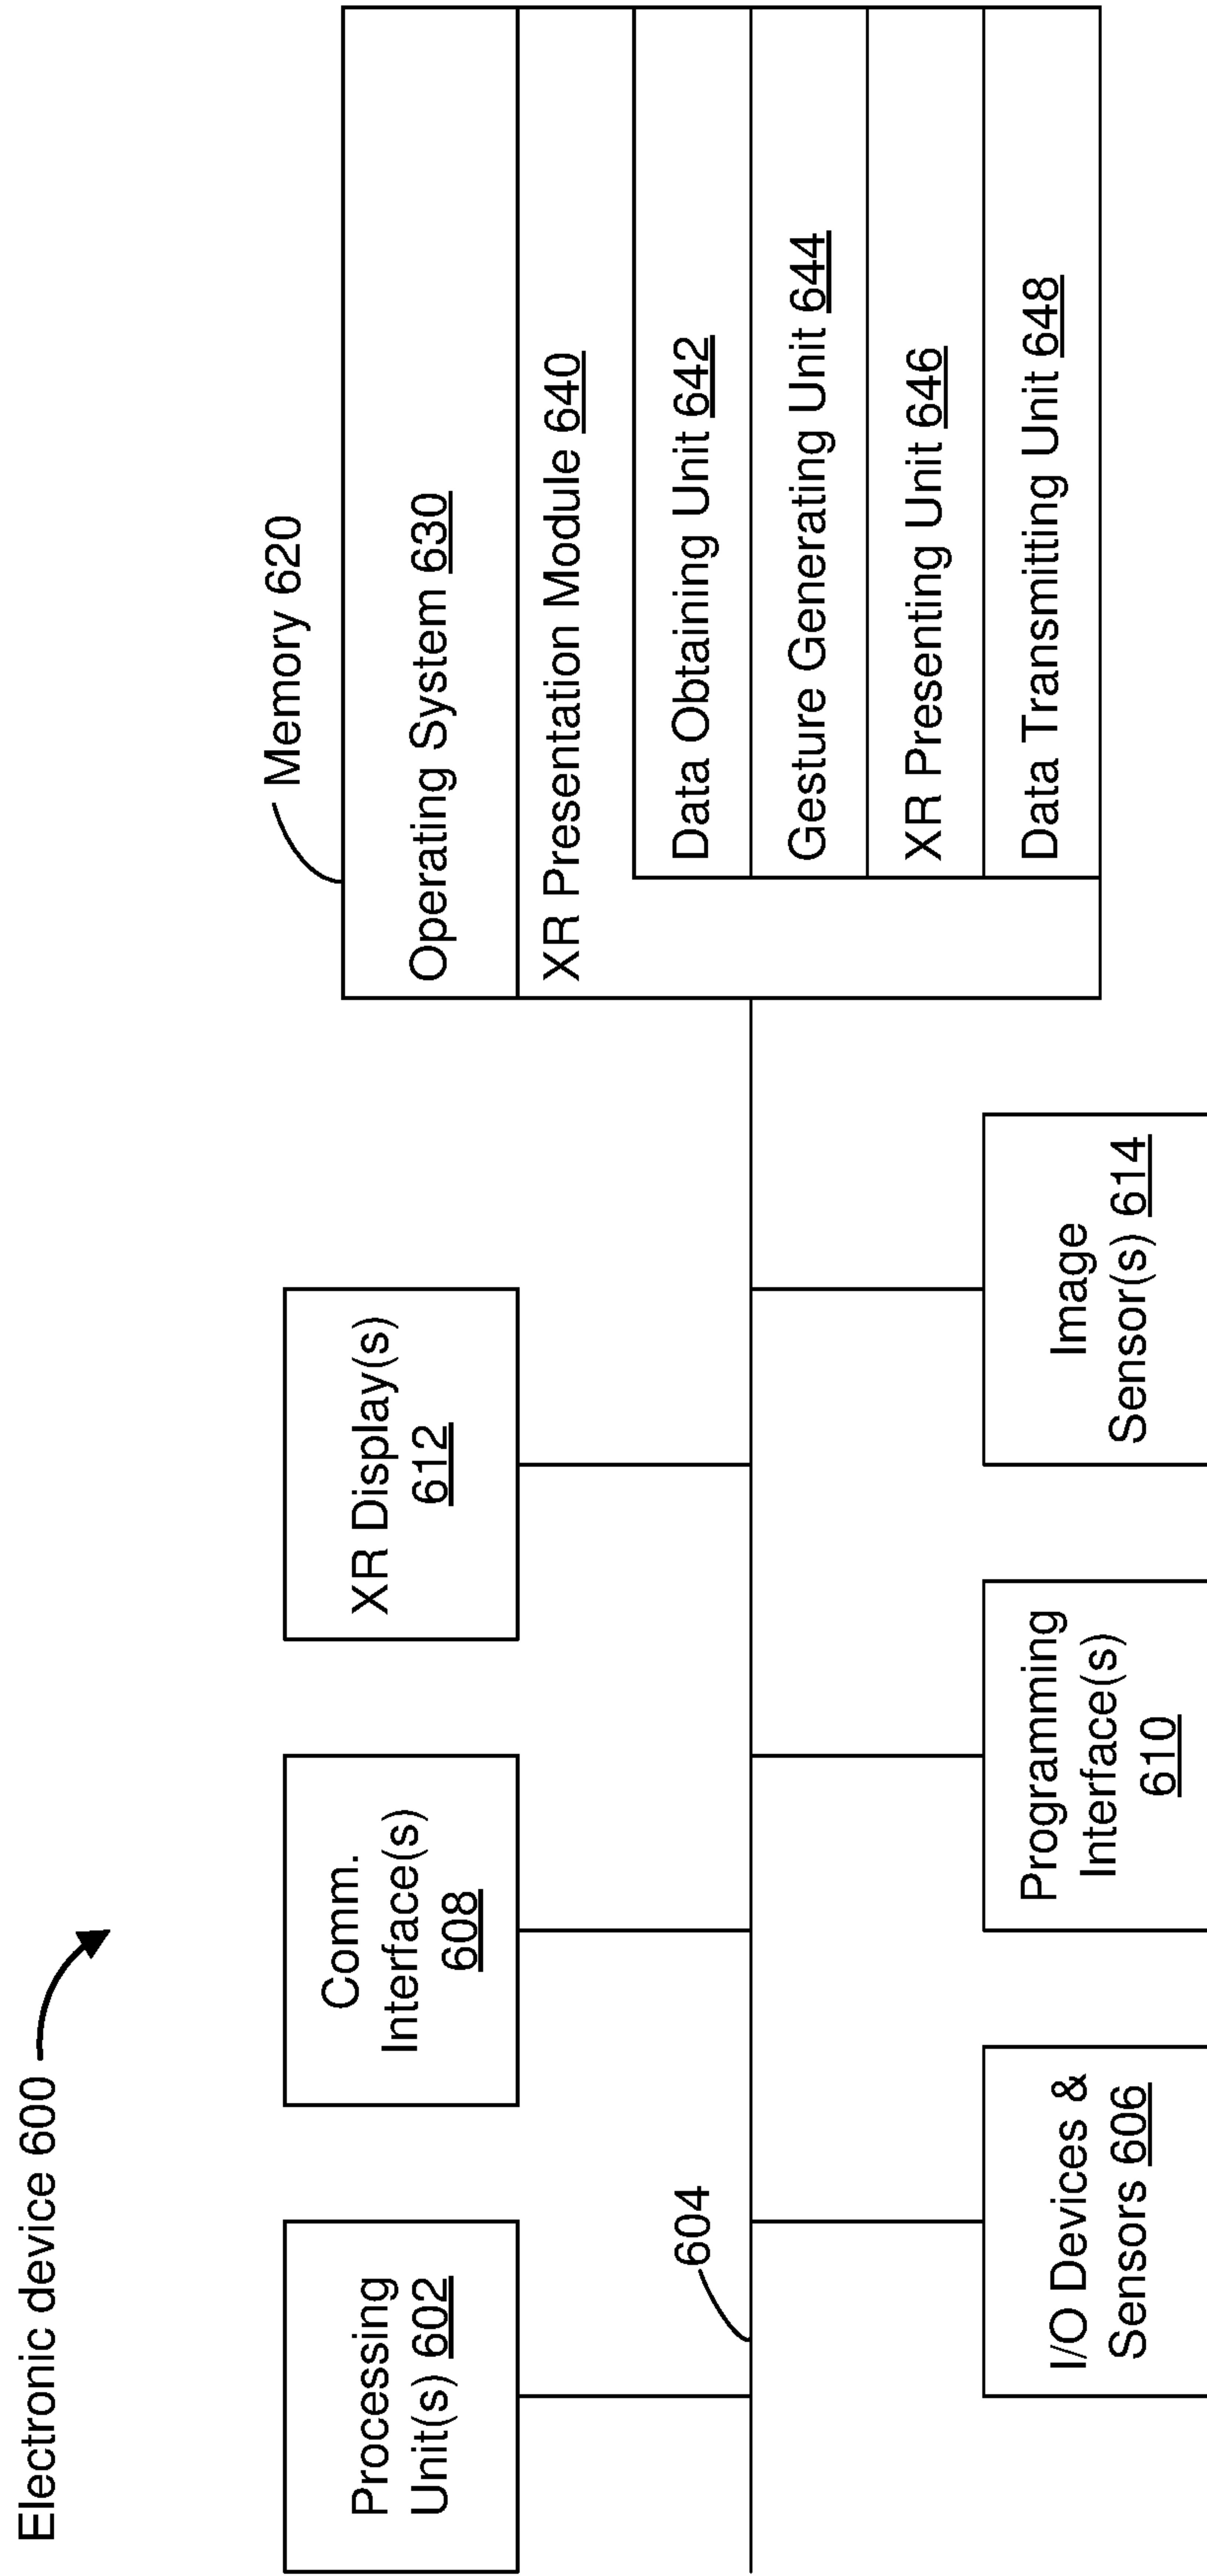 Electronic device 600
Memory 620
Operating System 630
XR Presentation Module 640
Data Obtaining Unit 642
Gesture Generating Unit 644
XR Presenting Unit 646
Data Transmitting Unit 648
Processing
Unit(s) 602
Comm.
Interface(s)
608
XR Display(s)
612
604
I/O Devices &
Sensors 606
Programming
Interface(s)
610
Image
Sensor(s) 614